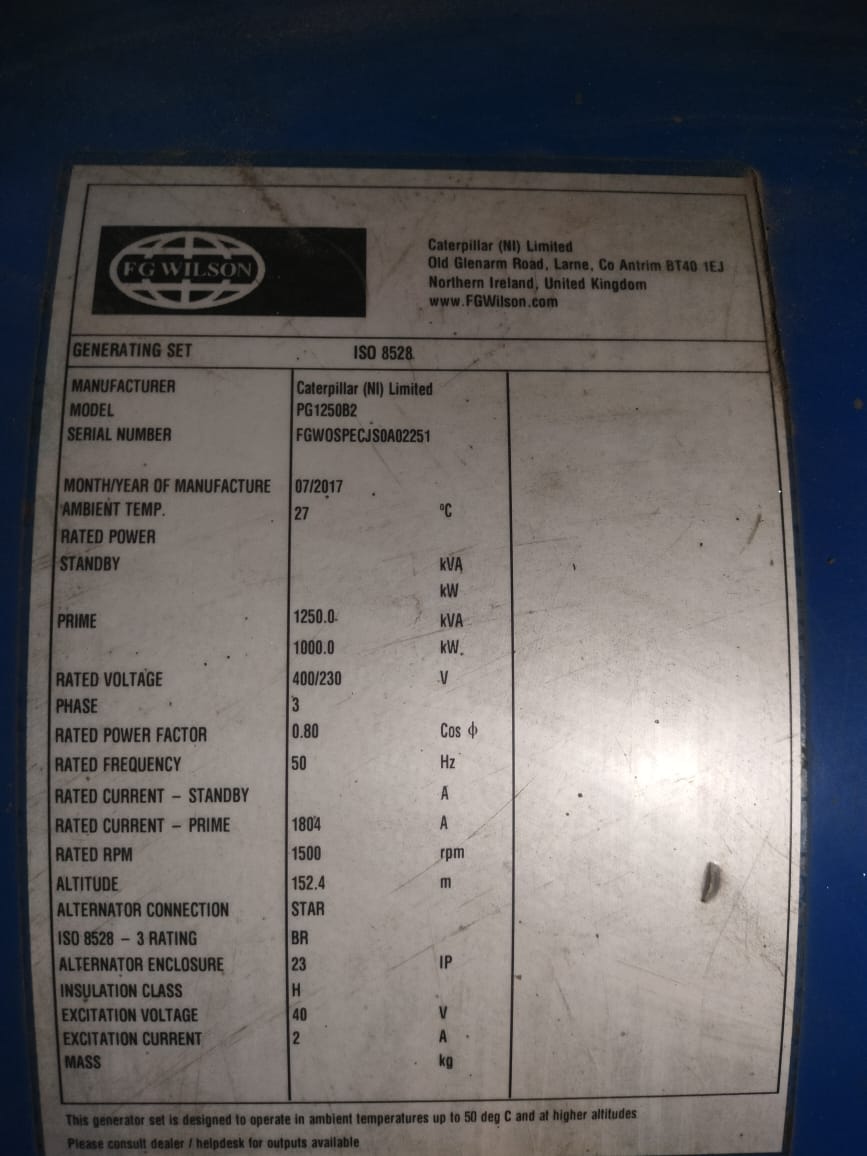 FG WILSON
Caterpillar (NI) Limited
Old Glenarm Road, Larne, Co Antrim BT40 1EJ
Northern Ireland, United Kingdom
www.FGWilson.com
GENERATING SET ISO 8528
MANUFACTURER Caterpillar (NI) Limited
MODEL PG1250B2
SERIAL NUMBER FGWOSPECJS0A02251
MONTH/YEAR OF MANUFACTURE 07/2017
AMBIENT TEMP. 27 °C
RATED POWER
STANDBY kVA
kW
PRIME 1250.0 kVA
1000.0 kW
RATED VOLTAGE 400/230 V
PHASE 3
RATED POWER FACTOR 0.80 Cos ϕ
RATED FREQUENCY 50 Hz
RATED CURRENT – STANDBY A
RATED CURRENT – PRIME 1804 A
RATED RPM 1500 rpm
ALTITUDE 152.4 m
ALTERNATOR CONNECTION STAR
ISO 8528 – 3 RATING BR
ALTERNATOR ENCLOSURE 23 IP
INSULATION CLASS H
EXCITATION VOLTAGE 40 V
EXCITATION CURRENT 2 A
MASS kg
This generator set is designed to operate in ambient temperatures up to 50 deg C and at higher altitudes
Please consult dealer / helpdesk for outputs available